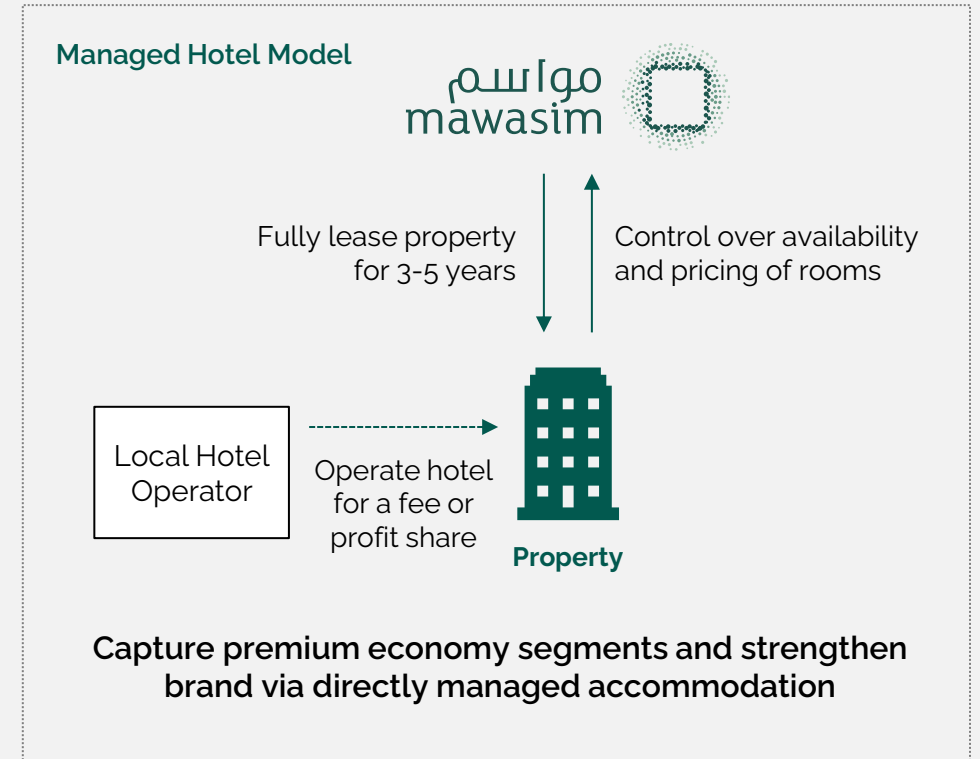 Managed Hotel Model
مواسم
mawasim
Fully lease property
for 3-5 years
Control over availability
and pricing of rooms
Local Hotel
Operator
Operate hotel
for a fee or
profit share
Property
Capture premium economy segments and strengthen
brand via directly managed accommodation